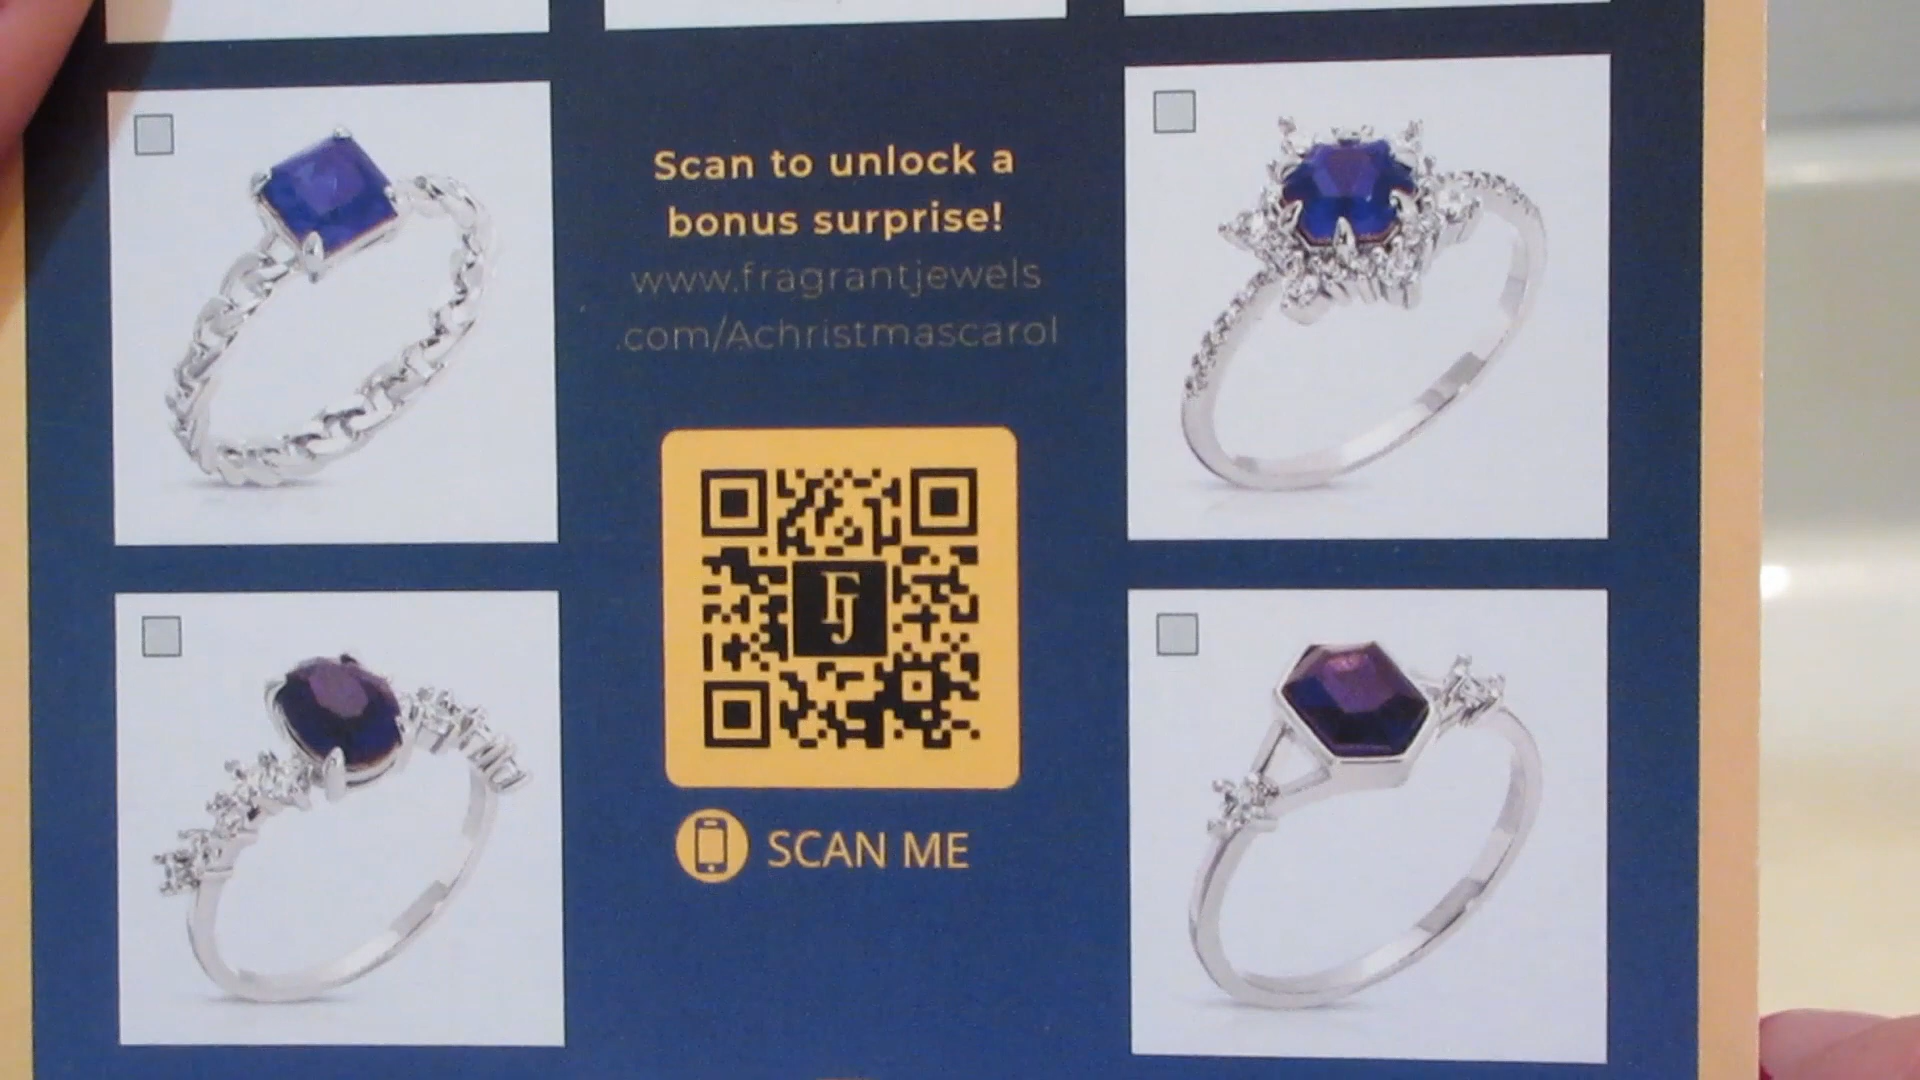 Scan to unlock a
bonus surprise!
www.fragrantjewels
.com/Achristmascarol
FJ
SCAN ME